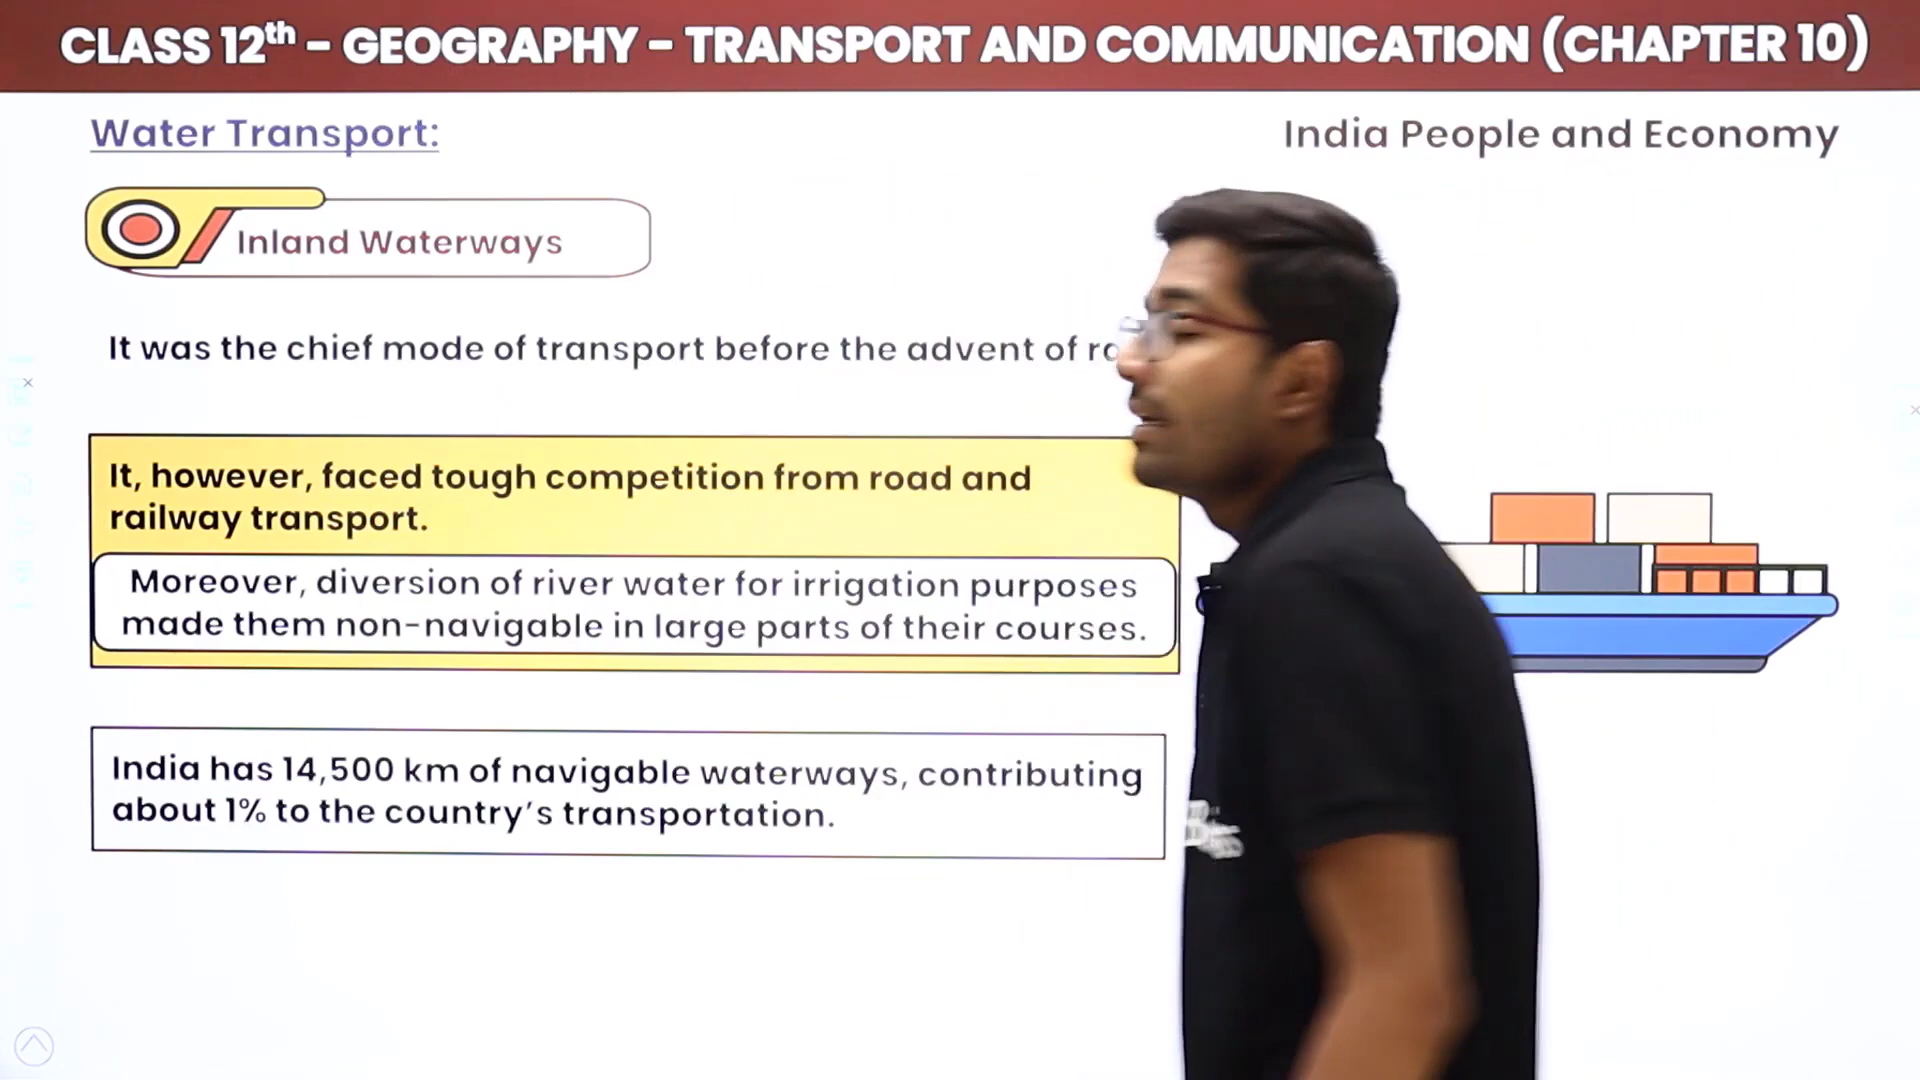 CLASS 12th – GEOGRAPHY – TRANSPORT AND COMMUNICATION (CHAPTER 10)
Water Transport:
India People and Economy
Inland Waterways
It was the chief mode of transport before the advent of
It, however, faced tough competition from road and
railway transport.
Moreover, diversion of river water for irrigation purposes
made them non-navigable in large parts of their courses.
India has 14,500 km of navigable waterways, contributing
about 1% to the country's transportation.